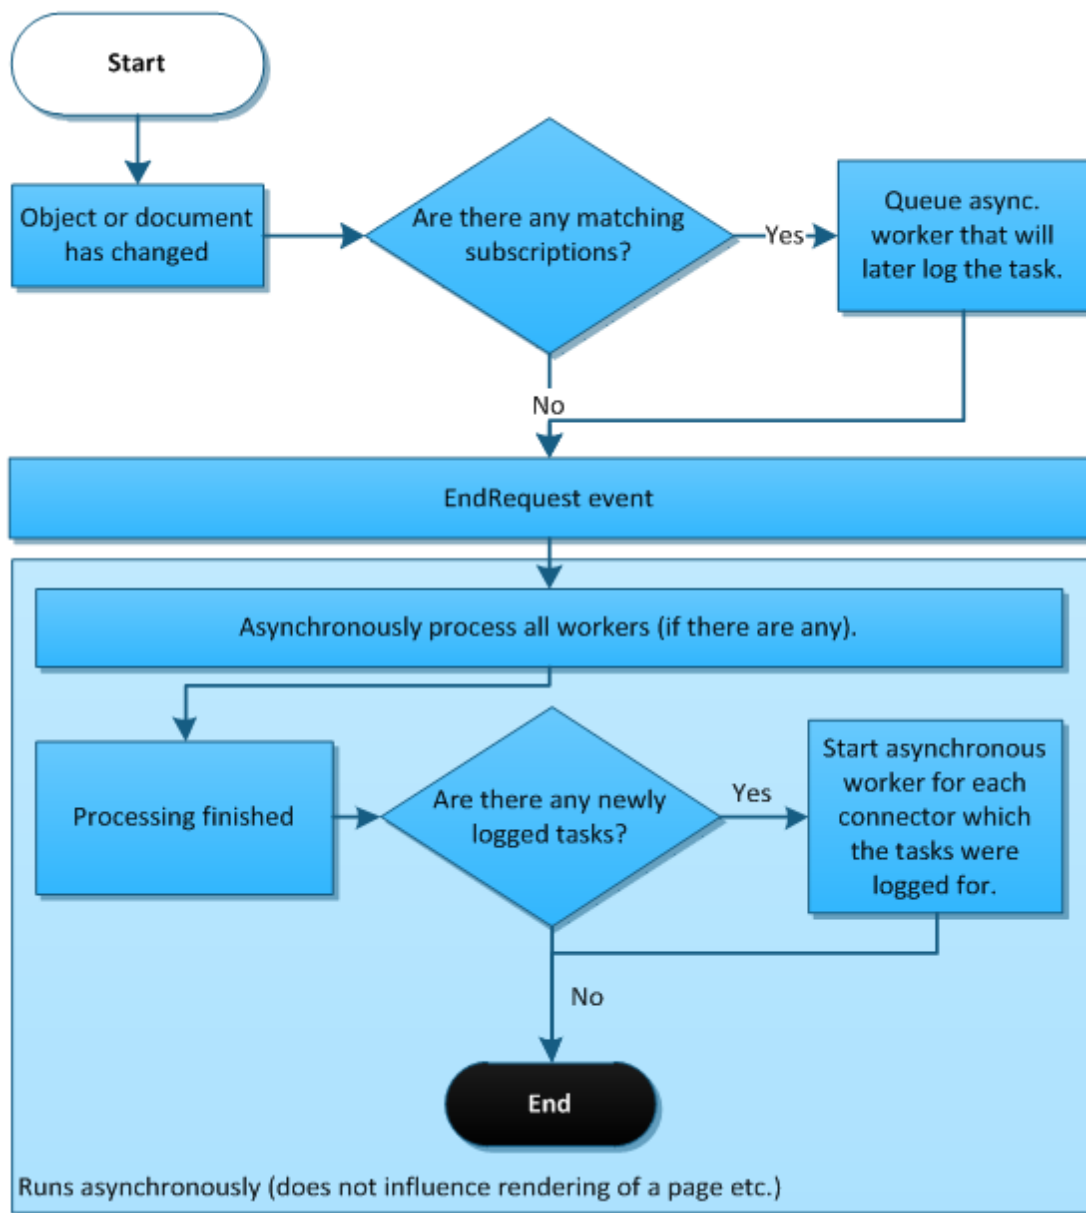 Start
Object or document
has changed
Are there any matching
subscriptions?
Yes
Queue async.
worker that will
later log the task.
No
EndRequest event
Asynchronously process all workers (if there are any).
Processing finished
Are there any newly
logged tasks?
Yes
Start asynchronous
worker for each
connector which
the tasks were
logged for.
No
End
Runs asynchronously (does not influence rendering of a page etc.)